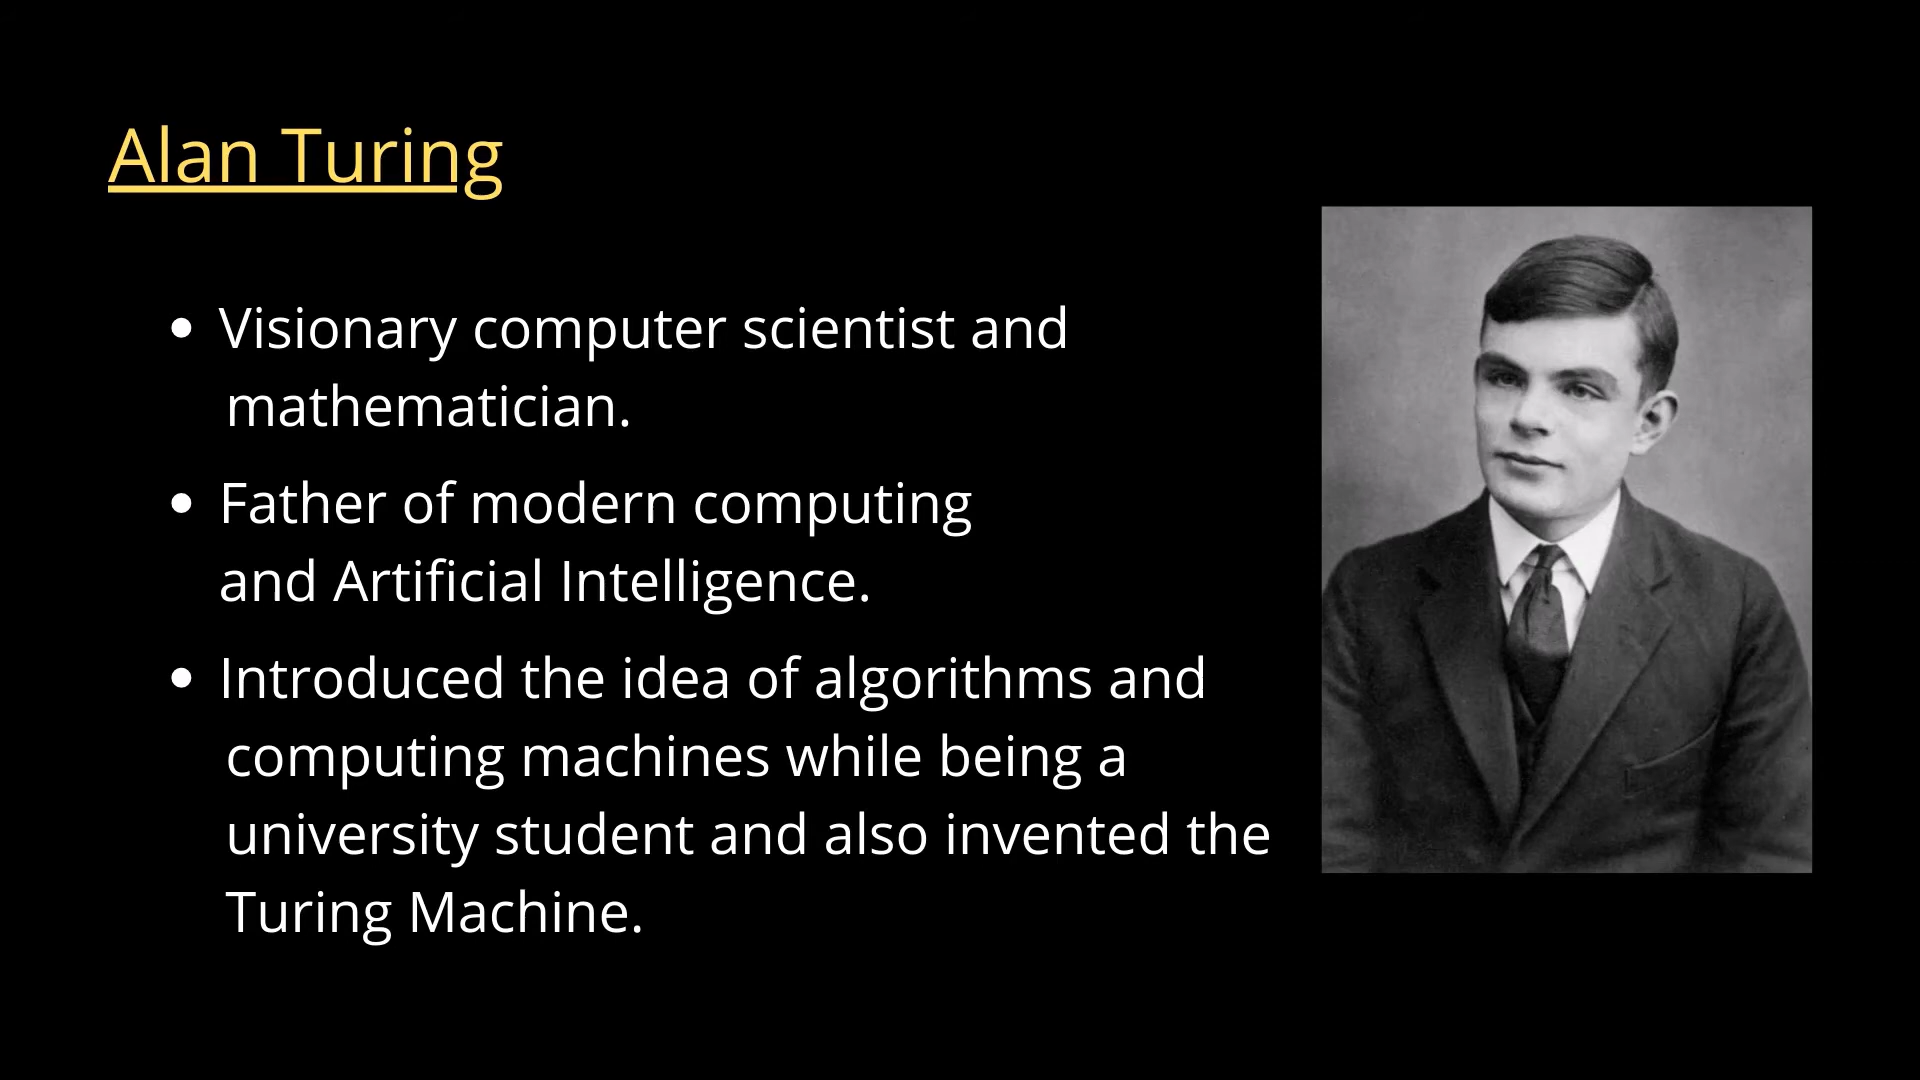 Alan Turing
• Visionary computer scientist and
mathematician.
• Father of modern computing
and Artificial Intelligence.
• Introduced the idea of algorithms and
computing machines while being a
university student and also invented the
Turing Machine.